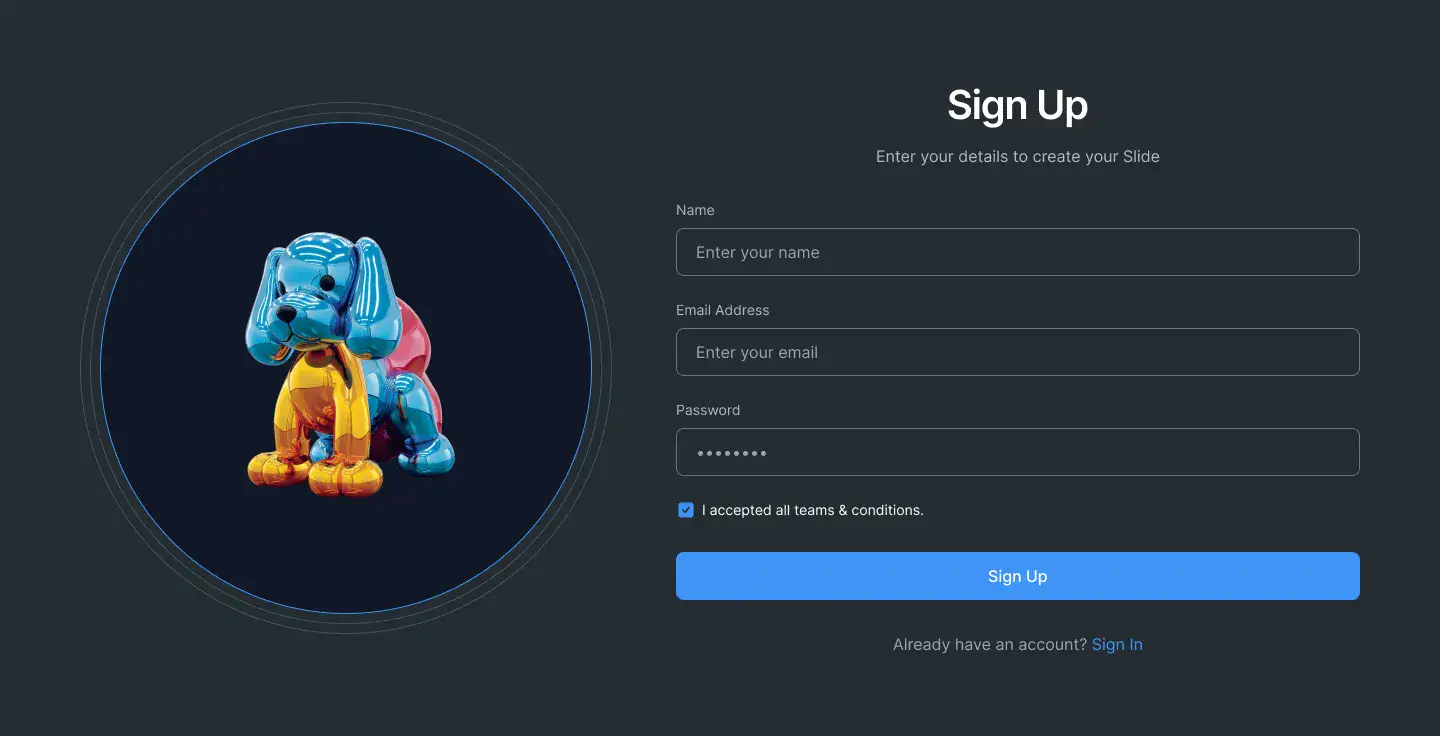 Sign Up
Enter your details to create your Slide
Name
Enter your name
Email Address
Enter your email
Password
••••••••
I accepted all teams & conditions.
Sign Up
Already have an account? Sign In